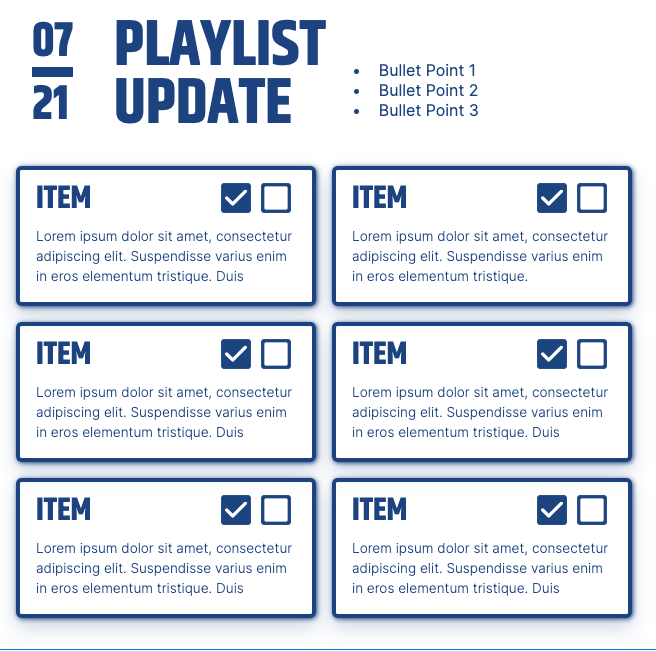 07
21
PLAYLIST
UPDATE
• Bullet Point 1
• Bullet Point 2
• Bullet Point 3
ITEM
Lorem ipsum dolor sit amet, consectetur
adipiscing elit. Suspendisse varius enim
in eros elementum tristique. Duis
ITEM
Lorem ipsum dolor sit amet, consectetur
adipiscing elit. Suspendisse varius enim
in eros elementum tristique.
ITEM
Lorem ipsum dolor sit amet, consectetur
adipiscing elit. Suspendisse varius enim
in eros elementum tristique. Duis
ITEM
Lorem ipsum dolor sit amet, consectetur
adipiscing elit. Suspendisse varius enim
in eros elementum tristique. Duis
ITEM
Lorem ipsum dolor sit amet, consectetur
adipiscing elit. Suspendisse varius enim
in eros elementum tristique. Duis
ITEM
Lorem ipsum dolor sit amet, consectetur
adipiscing elit. Suspendisse varius enim
in eros elementum tristique. Duis